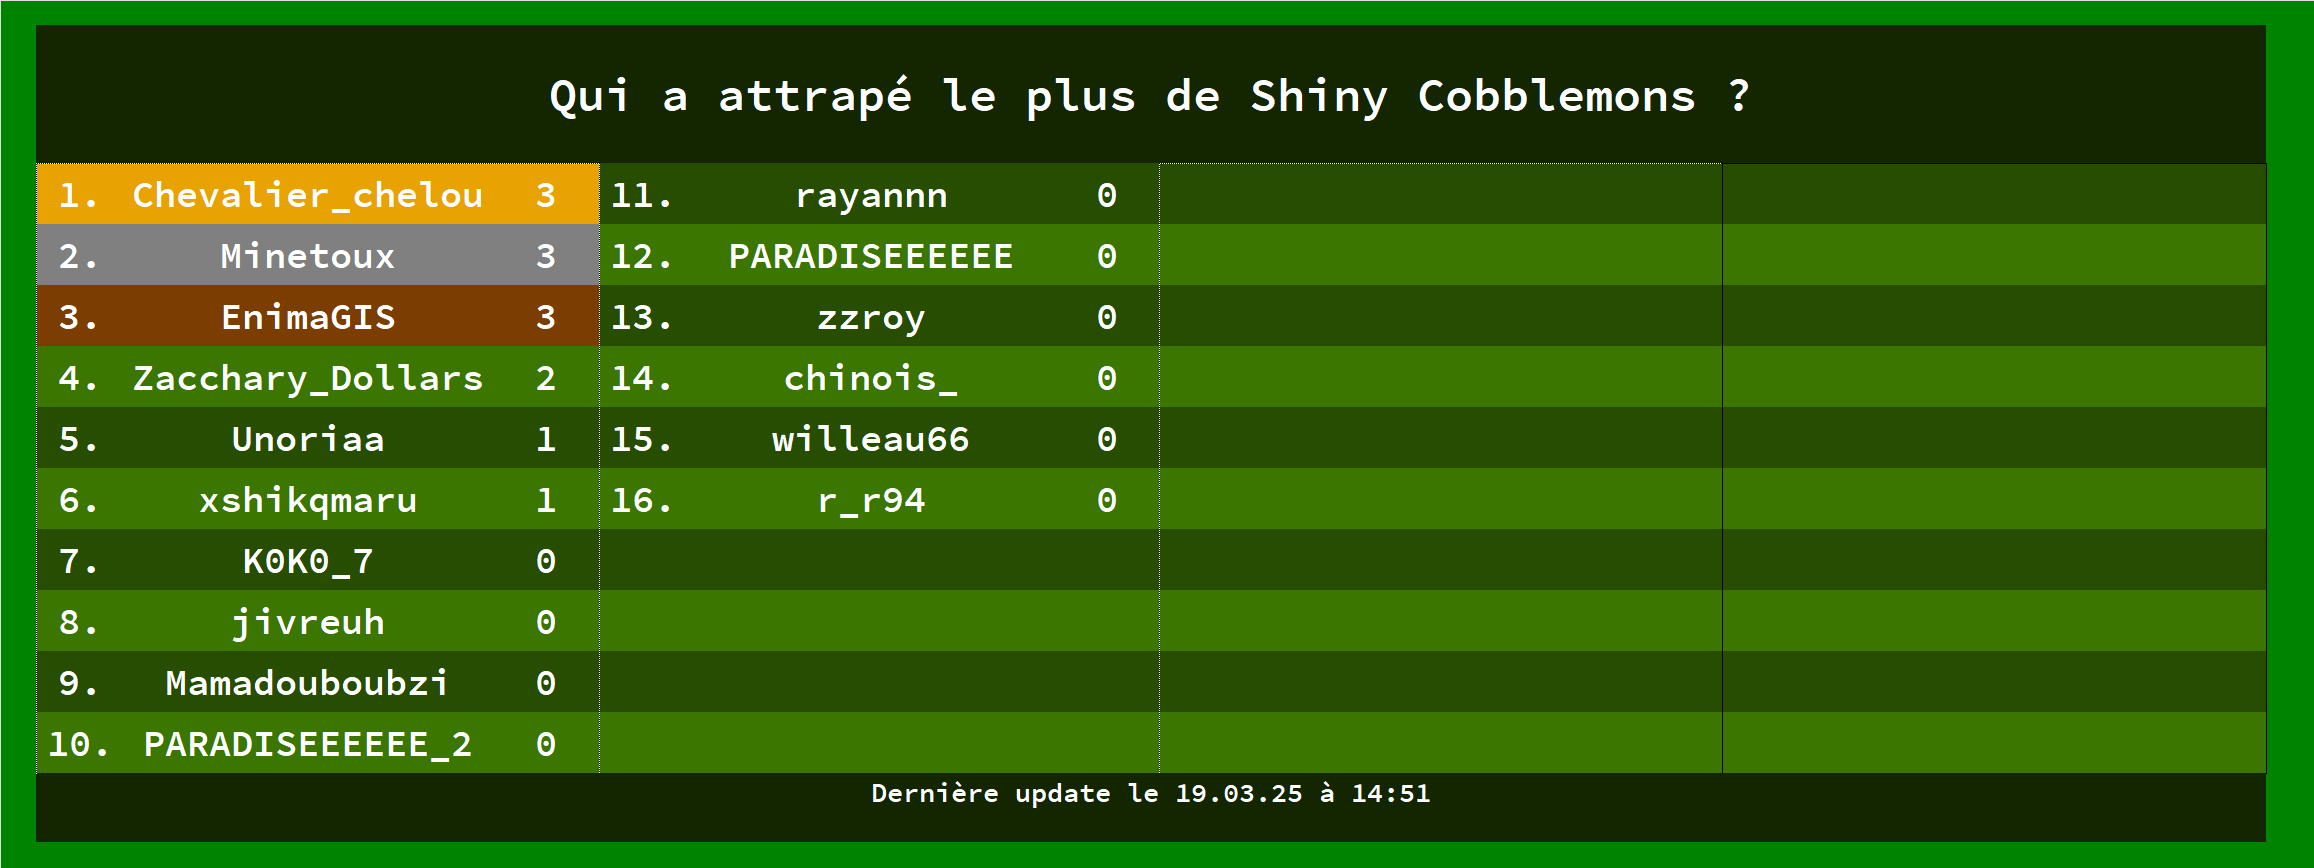 Qui a attrapé le plus de Shiny Cobblemons ?
1. Chevalier_chelou 3
2. Minetoux 3
3. EnimaGIS 3
4. Zacchary_Dollars 2
5. Unoriaa 1
6. xshikqmaru 1
7. K0K0_7 0
8. jivreuh 0
9. Mamadouboubzi 0
10. PARADISEEEEEE_2 0
11. rayannn 0
12. PARADISEEEEEE 0
13. zzroy 0
14. chinois_ 0
15. willeau66 0
16. r_r94 0
Dernière update le 19.03.25 à 14:51